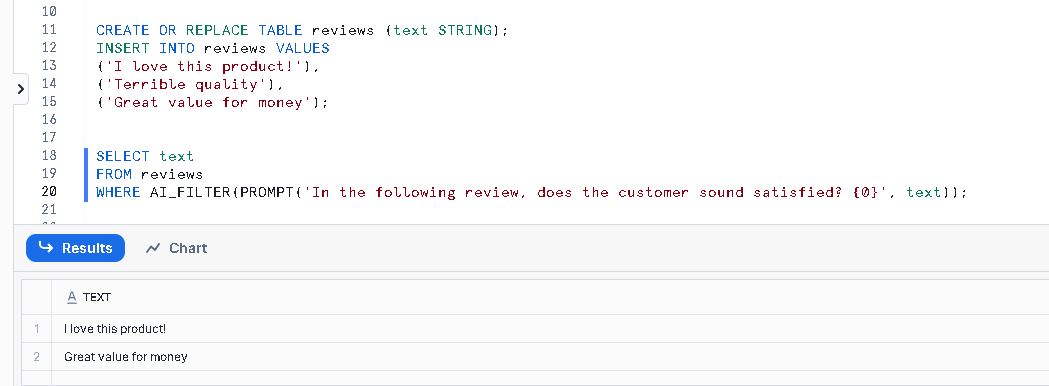 10
11 CREATE OR REPLACE TABLE reviews (text STRING);
12 INSERT INTO reviews VALUES
13 ('I love this product!'),
14 ('Terrible quality'),
15 ('Great value for money');
16
17
18 SELECT text
19 FROM reviews
20 WHERE AI_FILTER(PROMPT('In the following review, does the customer sound satisfied? {0}', text));
21
Results Chart
A TEXT
1 I love this product!
2 Great value for money